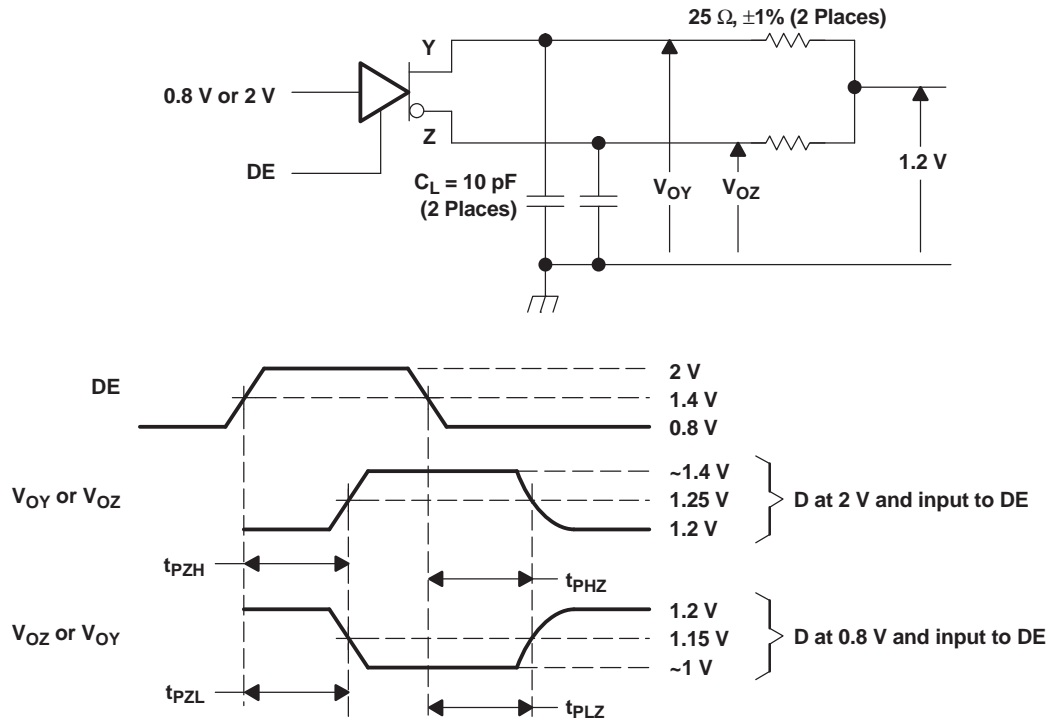 25 Ω, ±1% (2 Places)
Y
0.8 V or 2 V
Z
DE
C_L = 10 pF
(2 Places)
V_OY
V_OZ
1.2 V
DE
2 V
1.4 V
0.8 V
V_OY or V_OZ
~1.4 V
1.25 V
1.2 V
D at 2 V and input to DE
t_PZH
t_PHZ
V_OZ or V_OY
1.2 V
1.15 V
~1 V
D at 0.8 V and input to DE
t_PZL
t_PLZ